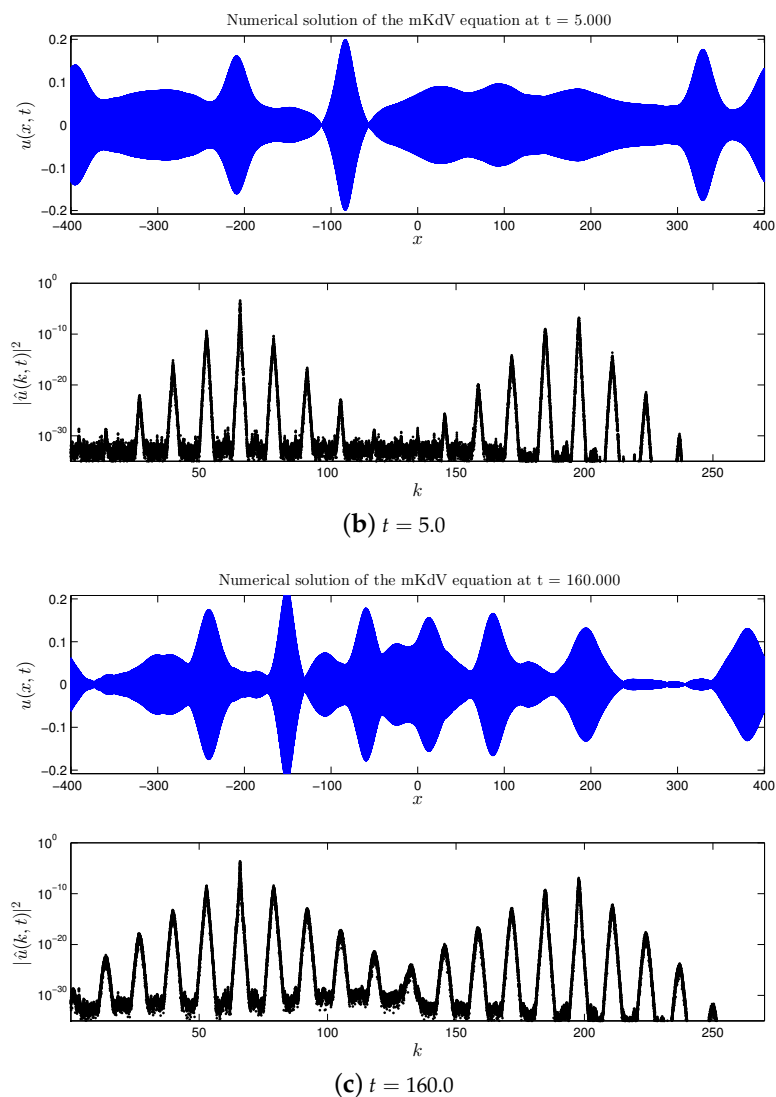 Numerical solution of the mKdV equation at t = 5.000
0.2
0.1
0
−0.1
−0.2
u(x, t)
−400 −300 −200 −100 0 100 200 300 400
x
10^0
10^−10
10^−20
10^−30
|û(k, t)|^2
50 100 150 200 250
k
(b) t = 5.0
Numerical solution of the mKdV equation at t = 160.000
0.2
0.1
0
−0.1
−0.2
u(x, t)
−400 −300 −200 −100 0 100 200 300 400
x
10^0
10^−10
10^−20
10^−30
|û(k, t)|^2
50 100 150 200 250
k
(c) t = 160.0